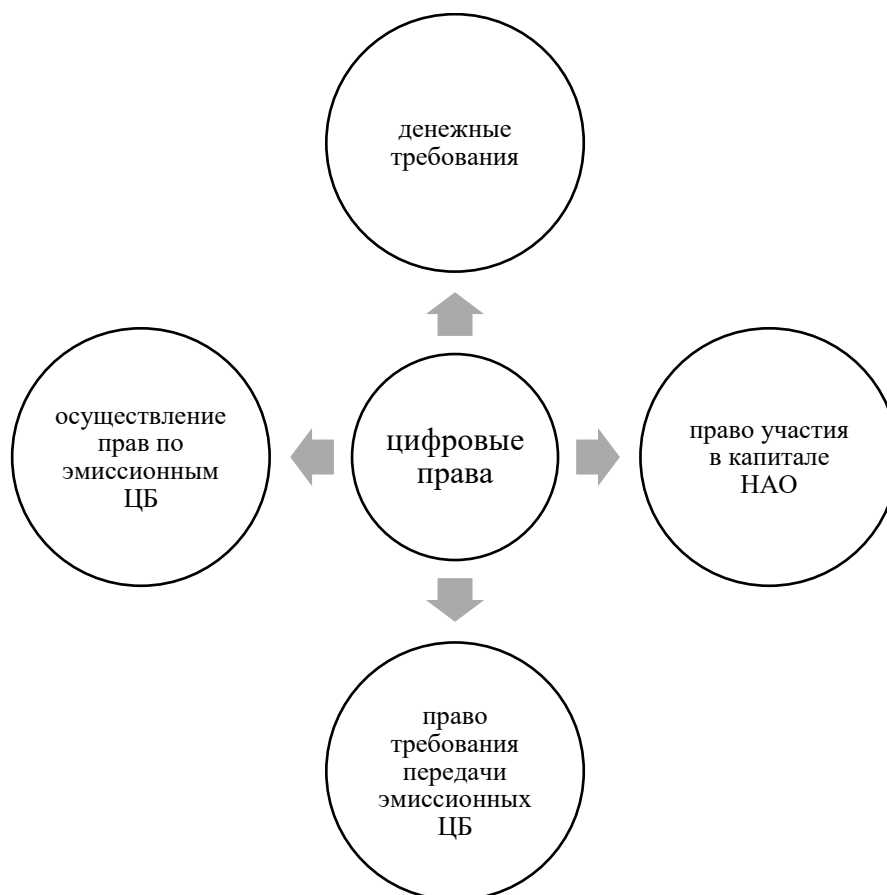 денежные
требования
осуществление
прав по
эмиссионным
ЦБ
цифровые
права
право участия
в капитале
НАО
право
требования
передачи
эмиссионных
ЦБ